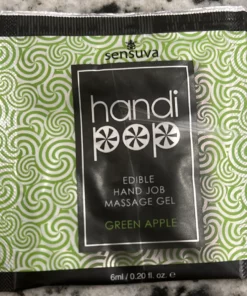 sensuva
handi
pop
EDIBLE
HAND JOB
MASSAGE GEL
GREEN APPLE
6ml / 0.20 fl. oz. e